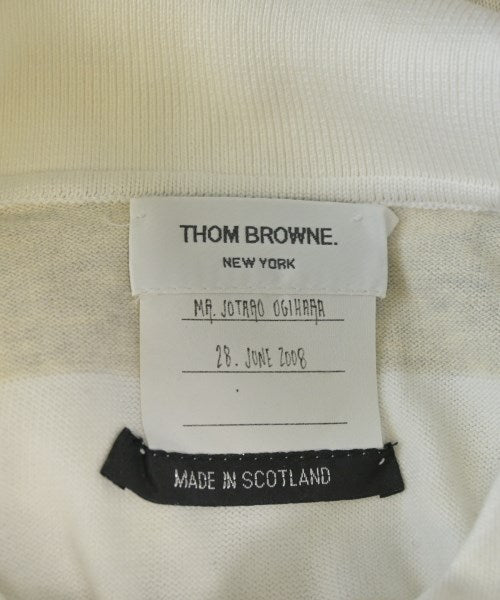 THOM BROWNE.
NEW YORK
MR. JOTARO OGIHARA
28. JUNE 2008
MADE IN SCOTLAND